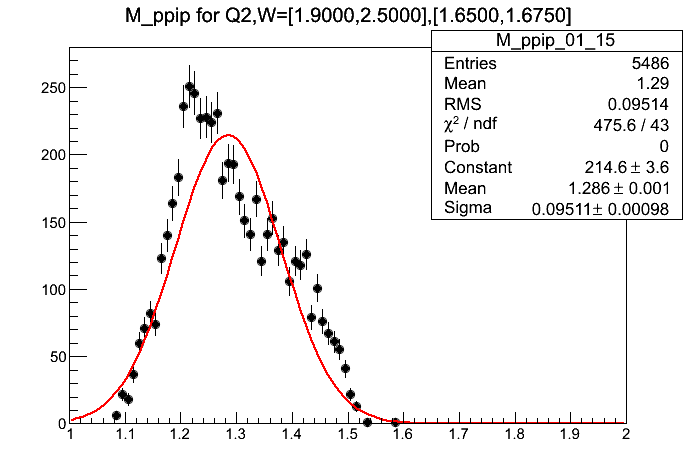 M_ppip for Q2,W=[1.9000,2.5000],[1.6500,1.6750]
M_ppip_01_15
Entries 5486
Mean 1.29
RMS 0.09514
χ² / ndf 475.6 / 43
Prob 0
Constant 214.6 ± 3.6
Mean 1.286 ± 0.001
Sigma 0.09511± 0.00098
250
200
150
100
50
0
1 1.1 1.2 1.3 1.4 1.5 1.6 1.7 1.8 1.9 2